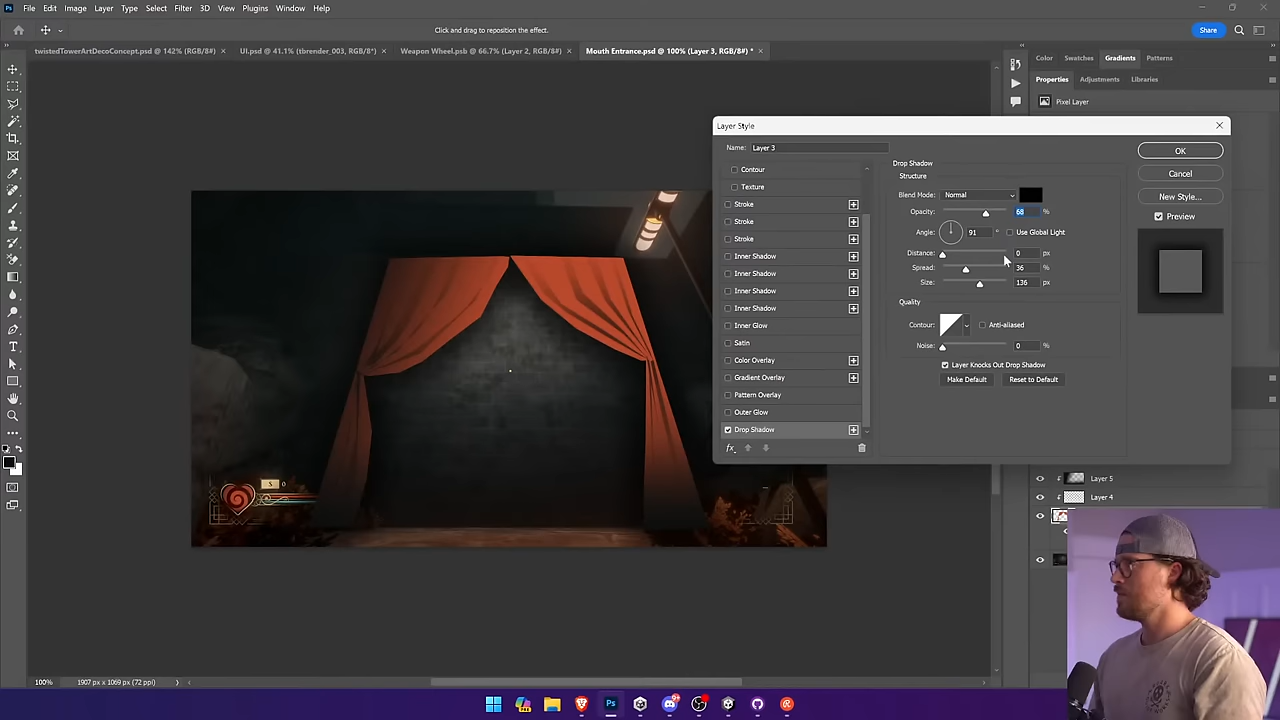 Ps File Edit Image Layer Type Select Filter 3D View Plugins Window Help
Click and drag to reposition the effect. Share
twistedTowerArtDecoConcept.psd @ 142% (RGB/8#) × UI.psd @ 41.1% (tbrender_003, RGB/8*) × Weapon Wheel.psb @ 66.7% (Layer 2, RGB/8#) × Mouth Entrance.psd @ 100% (Layer 3, RGB/8#) * ×
Color Swatches Gradients Patterns
Properties Adjustments Libraries
Pixel Layer
Layer Style
Name: Layer 3
Contour
Texture
Stroke
Stroke
Stroke
Inner Shadow
Inner Shadow
Inner Shadow
Inner Shadow
Inner Glow
Satin
Color Overlay
Gradient Overlay
Pattern Overlay
Outer Glow
Drop Shadow
fx
Drop Shadow
Structure
Blend Mode: Normal
Opacity: 68 %
Angle: 91 ° Use Global Light
Distance: 0 px
Spread: 36 %
Size: 136 px
Quality
Contour: Anti-aliased
Noise: 0 %
Layer Knocks Out Drop Shadow
Make Default Reset to Default
OK
Cancel
New Style...
Preview
S 0
Layer 5
Layer 4
100% 1907 px x 1069 px (72 ppi)
Ps